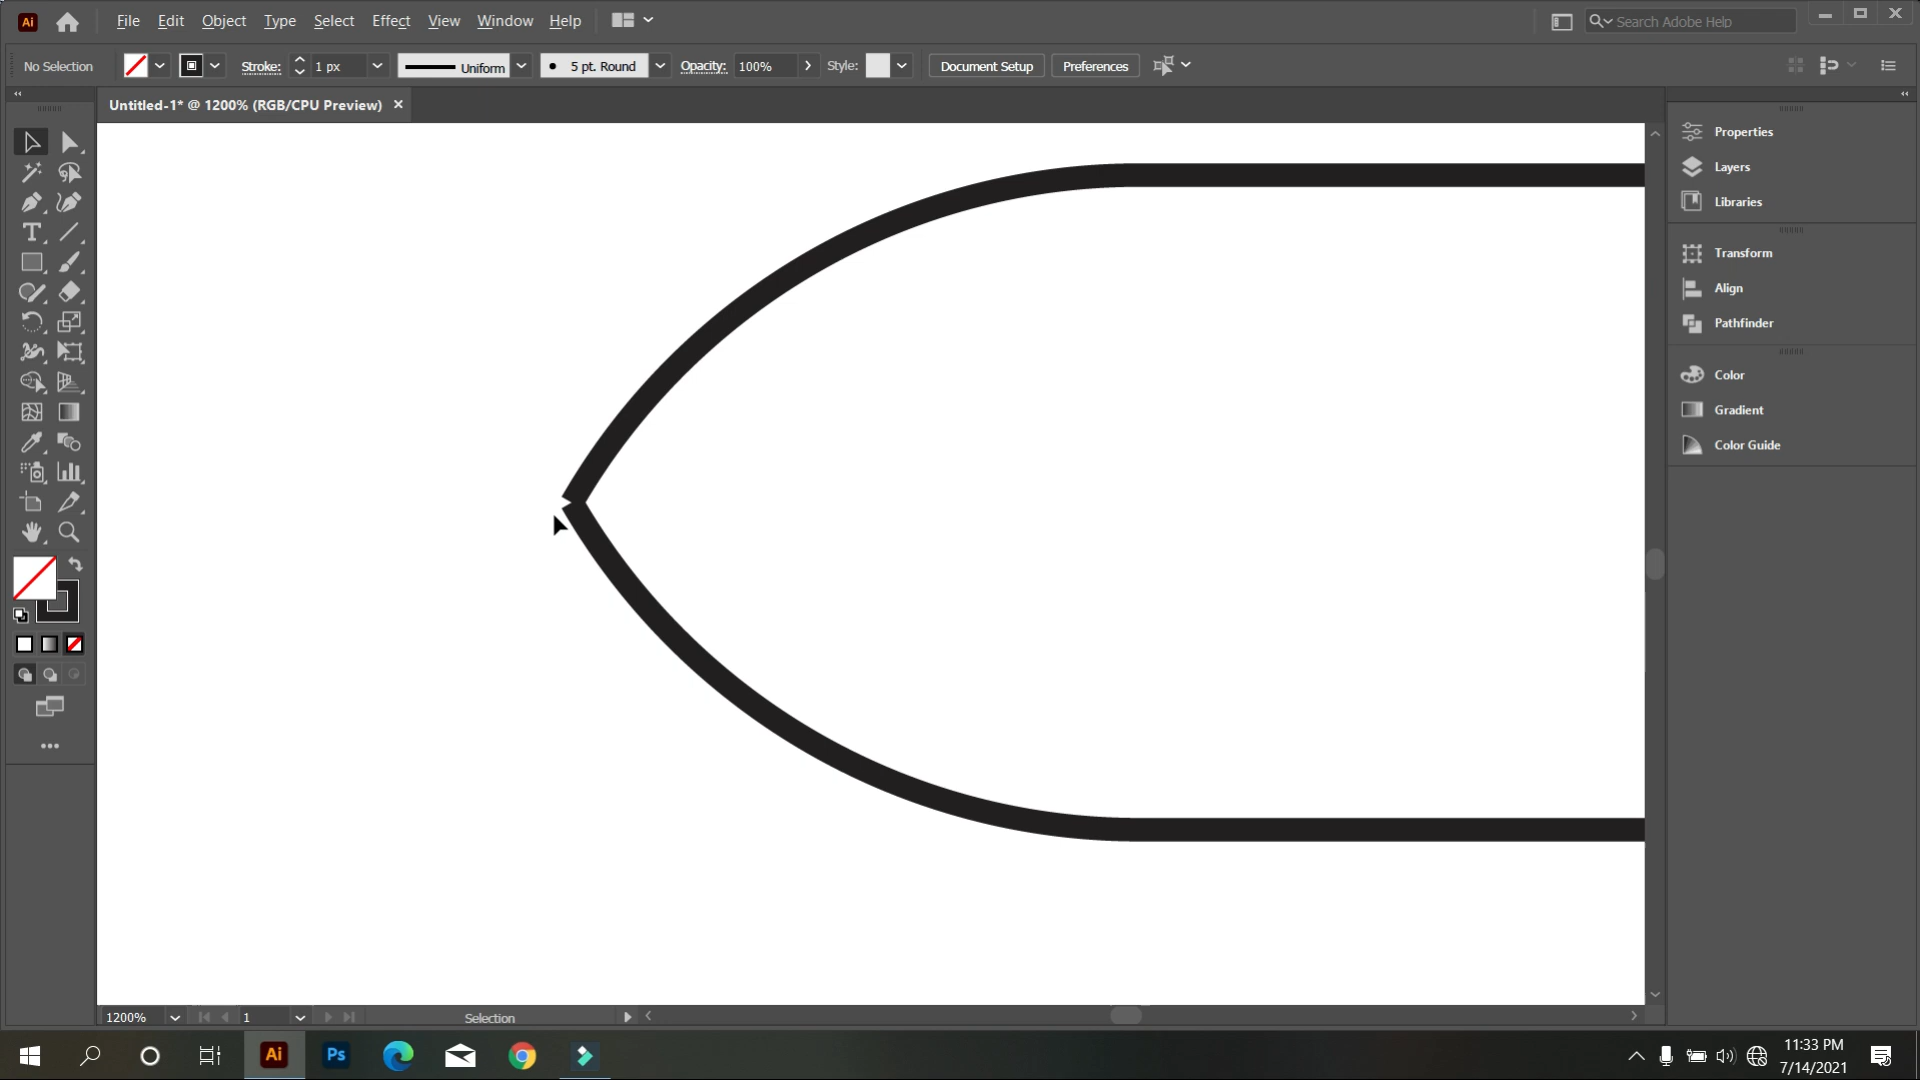 Ai File Edit Object Type Select Effect View Window Help Search Adobe Help
No Selection Stroke: 1 px Uniform 5 pt. Round Opacity: 100% Style: Document Setup Preferences
Untitled-1* @ 1200% (RGB/CPU Preview)
Properties
Layers
Libraries
Transform
Align
Pathfinder
Color
Gradient
Color Guide
1200% 1 Selection
Ai Ps
11:33 PM
7/14/2021